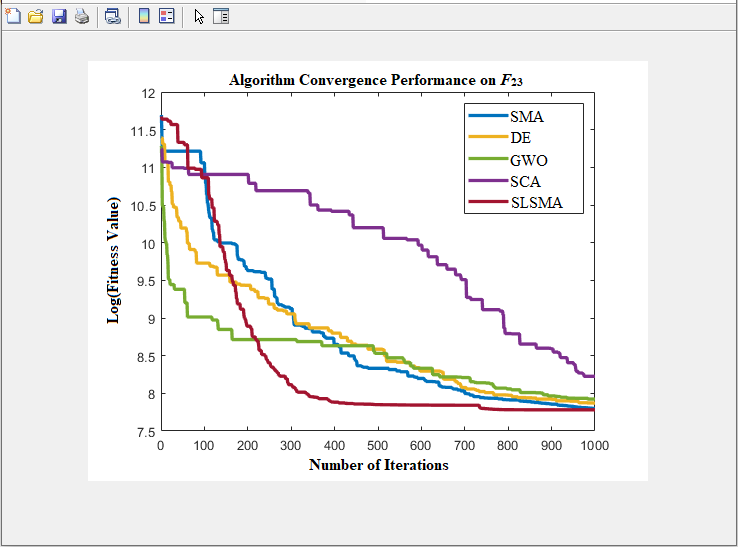 Algorithm Convergence Performance on F23
12
11.5
11
10.5
10
9.5
9
8.5
8
7.5
Log(Fitness Value)
SMA
DE
GWO
SCA
SLSMA
0 100 200 300 400 500 600 700 800 900 1000
Number of Iterations